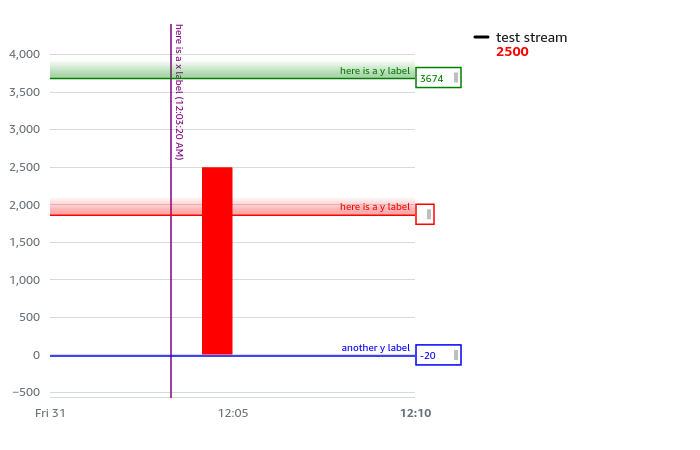 here is a x label (12:03:20 AM)
test stream
2500
4,000
here is a y label
3674
3,500
3,000
2,500
2,000
here is a y label
1,500
1,000
500
another y label
0
-20
−500
Fri 31
12:05
12:10